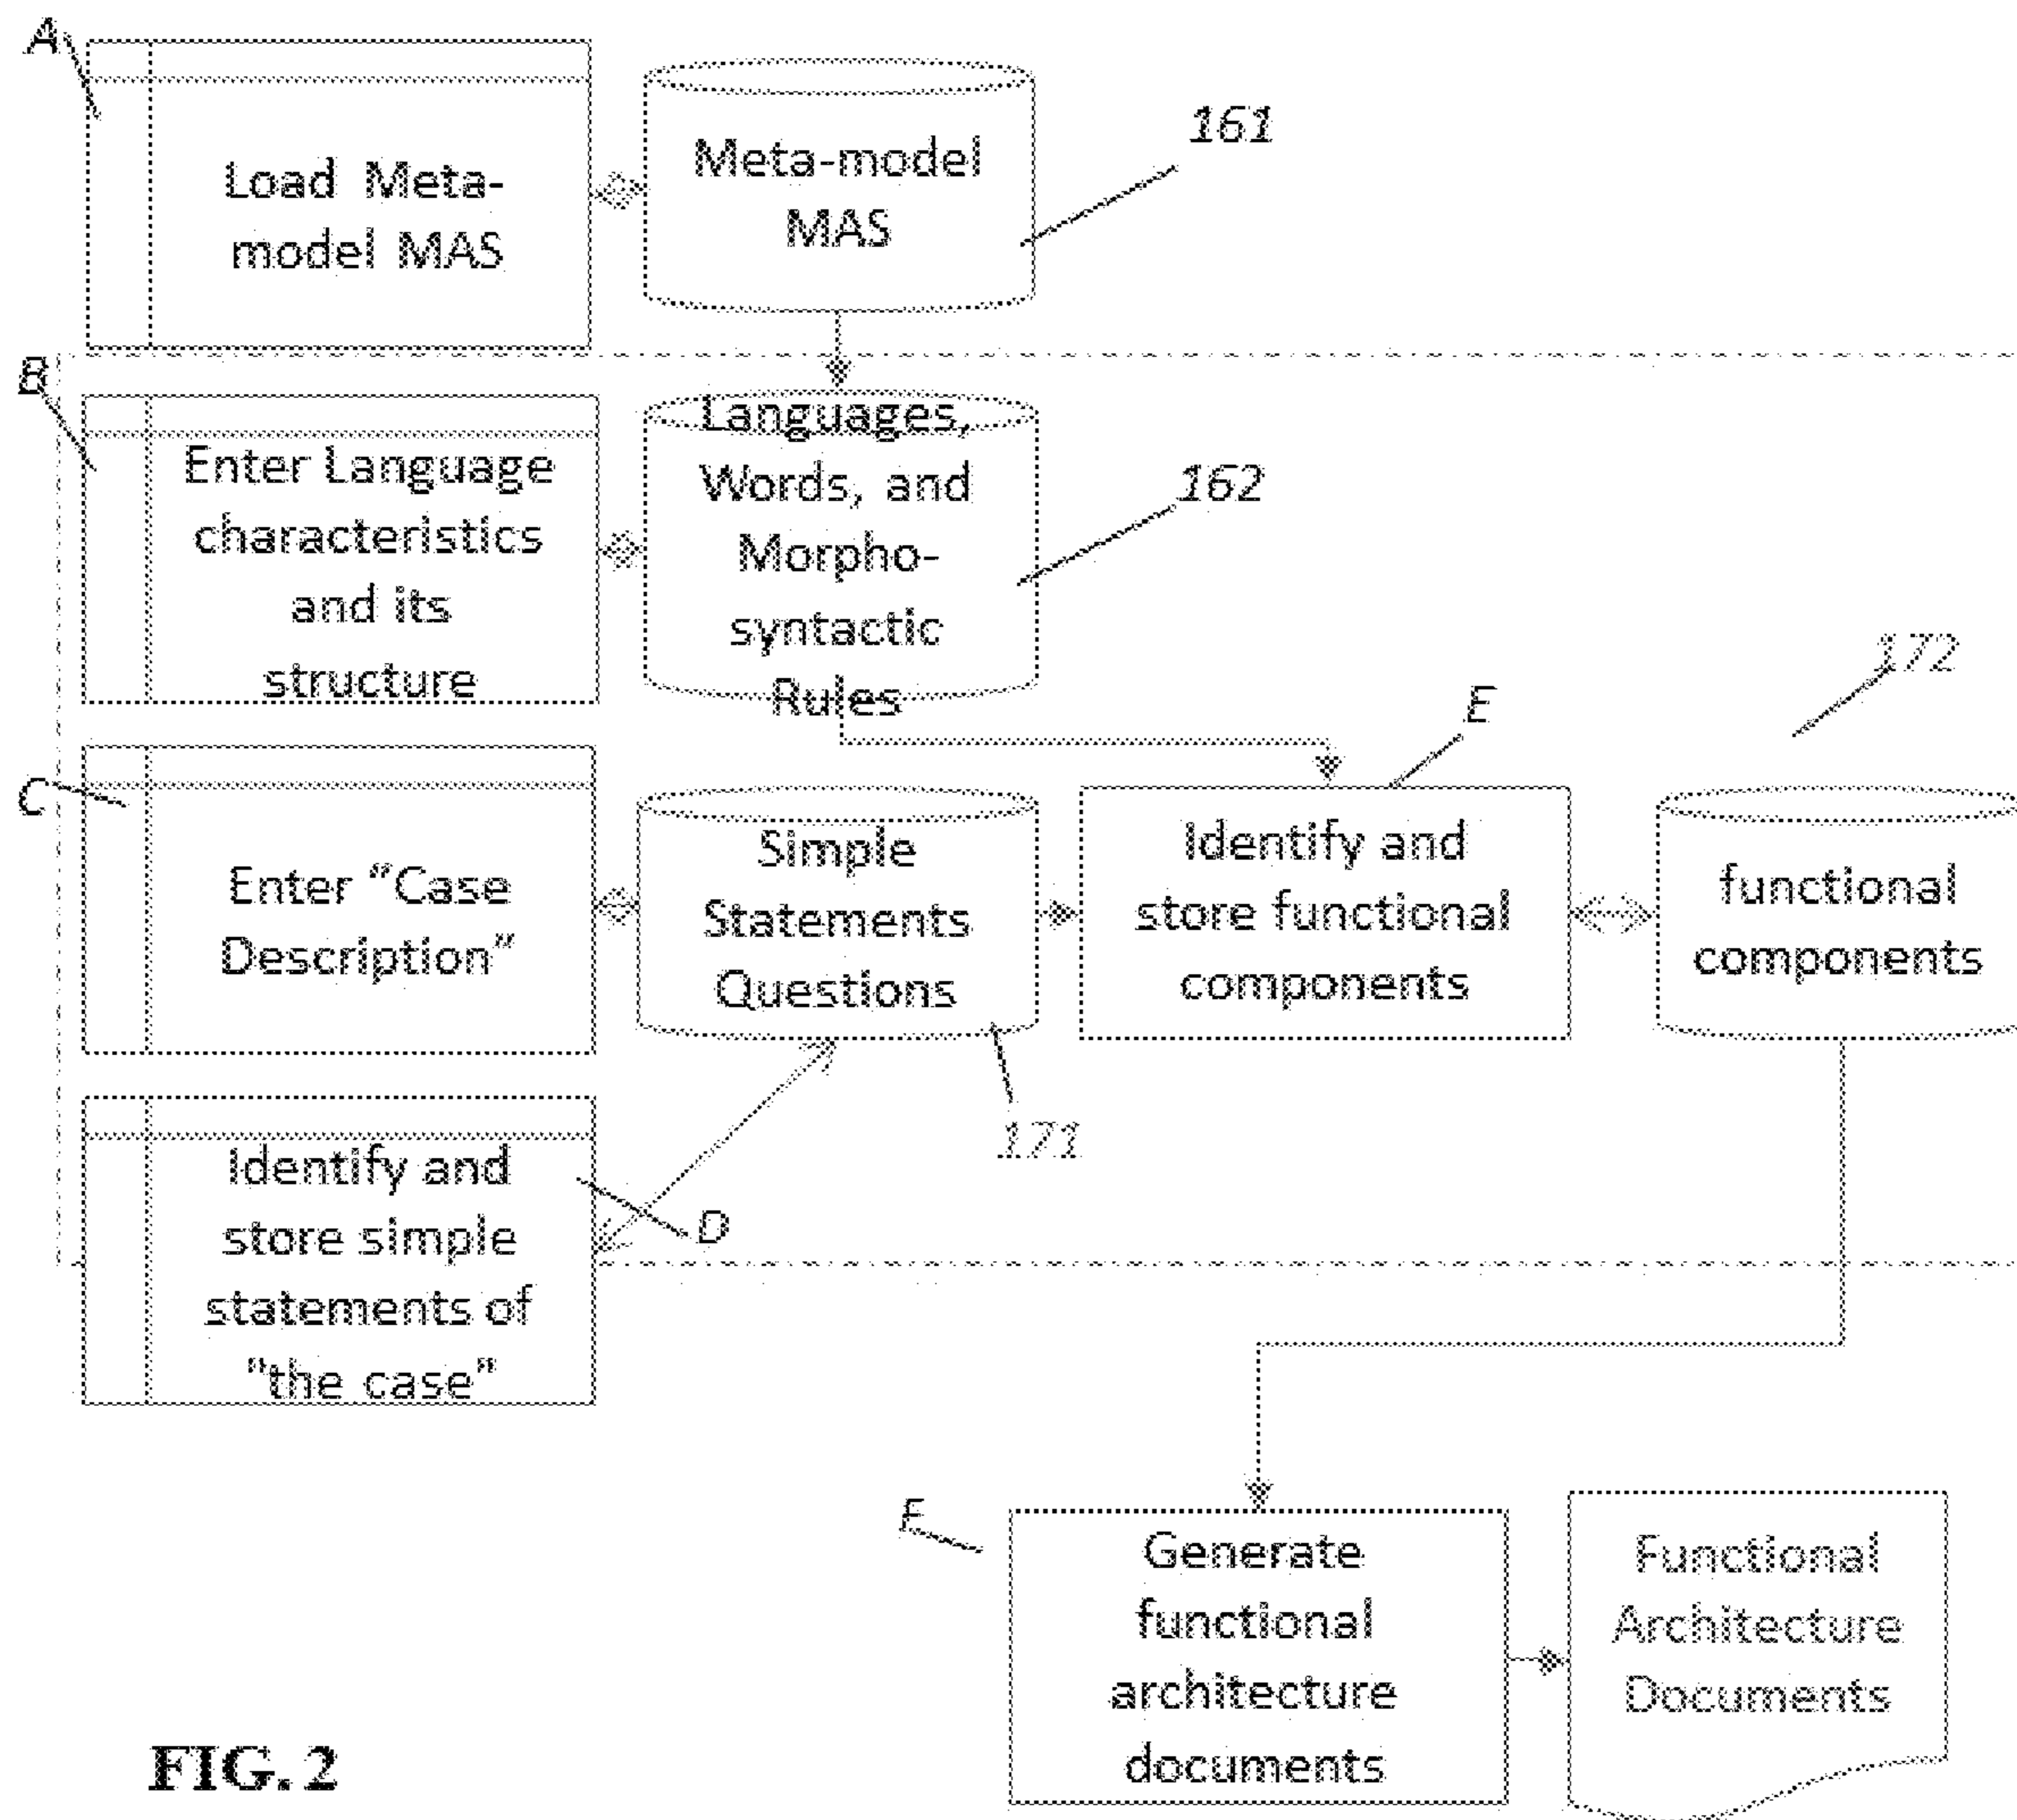 A
Load Meta-
model MAS
Meta-model
MAS
161
B
Enter Language
characteristics
and its
structure
Languages,
Words, and
Morpho-
syntactic
Rules
162
C
Enter “Case
Description”
Simple
Statements
Questions
171
E
Identify and
store functional
components
172
functional
components
Identify and
store simple
statements of
"the case"
D
F
Generate
functional
architecture
documents
Functional
Architecture
Documents
FIG. 2